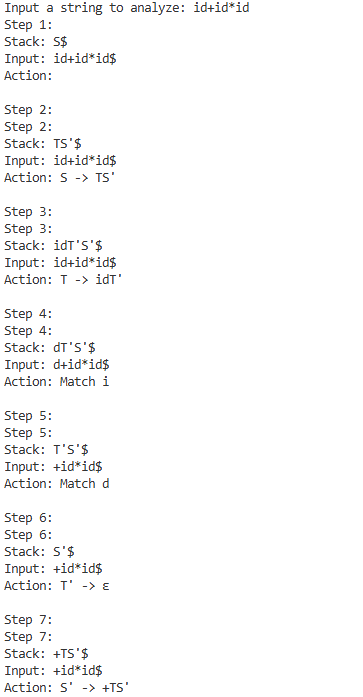 Input a string to analyze: id+id*id
Step 1:
Stack: S$
Input: id+id*id$
Action:

Step 2:
Step 2:
Stack: TS'$
Input: id+id*id$
Action: S -> TS'

Step 3:
Step 3:
Stack: idT'S'$
Input: id+id*id$
Action: T -> idT'

Step 4:
Step 4:
Stack: dT'S'$
Input: d+id*id$
Action: Match i

Step 5:
Step 5:
Stack: T'S'$
Input: +id*id$
Action: Match d

Step 6:
Step 6:
Stack: S'$
Input: +id*id$
Action: T' -> ε

Step 7:
Step 7:
Stack: +TS'$
Input: +id*id$
Action: S' -> +TS'